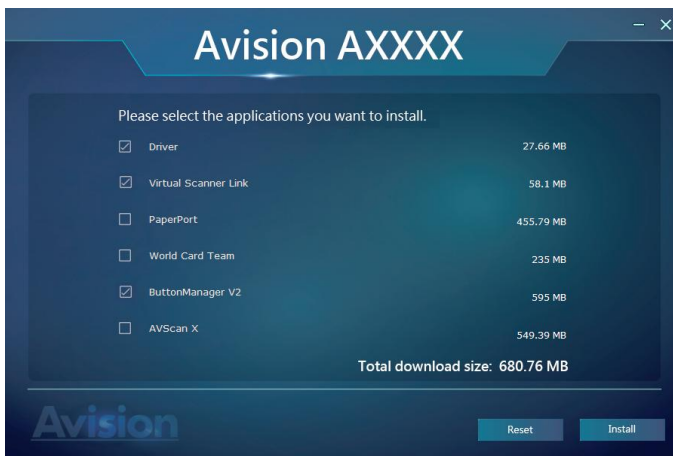 Avision AXXXX
Please select the applications you want to install.
Driver 27.66 MB
Virtual Scanner Link 58.1 MB
PaperPort 455.79 MB
World Card Team 235 MB
ButtonManager V2 595 MB
AVScan X 549.39 MB
Total download size: 680.76 MB
Avision
Reset Install